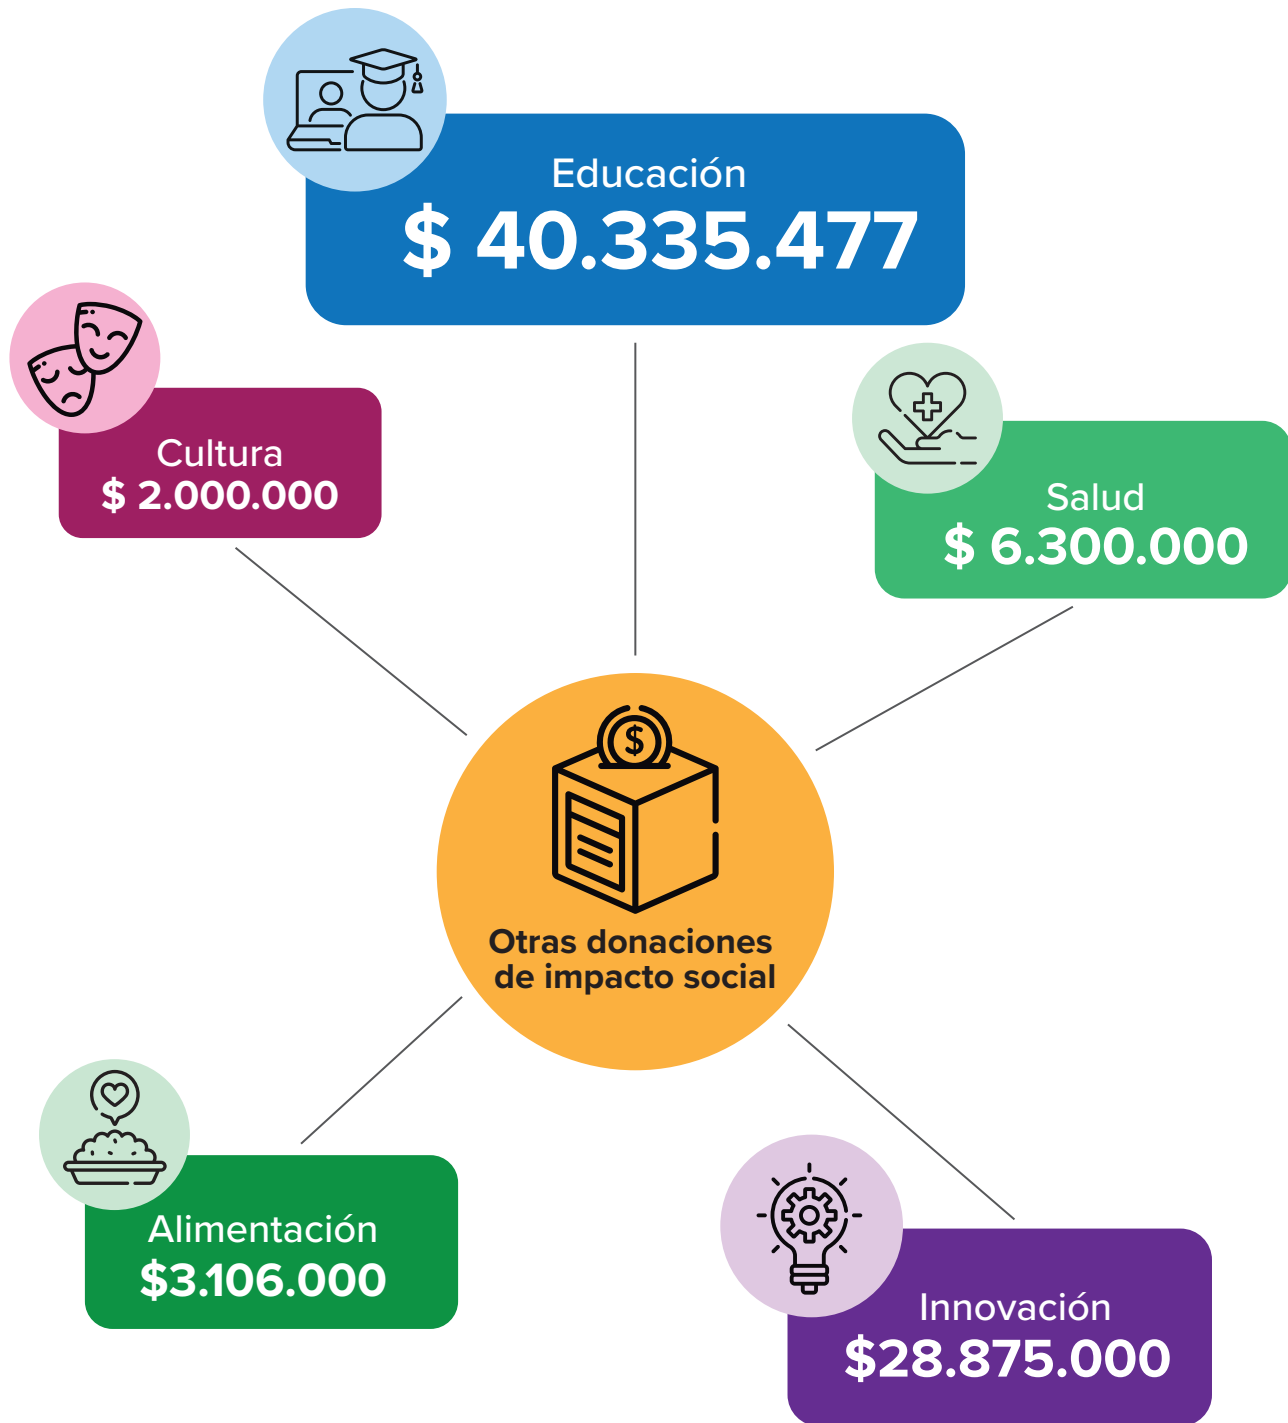 Educación
$ 40.335.477
Cultura
$ 2.000.000
Salud
$ 6.300.000
$
Otras donaciones
de impacto social
Alimentación
$3.106.000
Innovación
$28.875.000